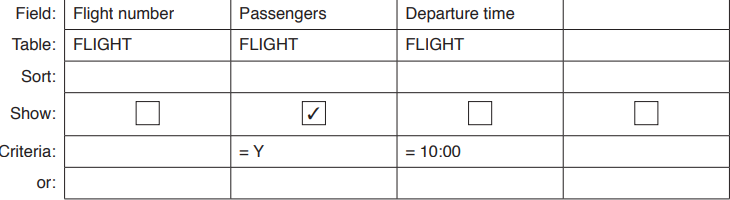 Field: Flight number Passengers Departure time
Table: FLIGHT FLIGHT FLIGHT
Sort:
Show: ✓
Criteria: = Y = 10:00
or: